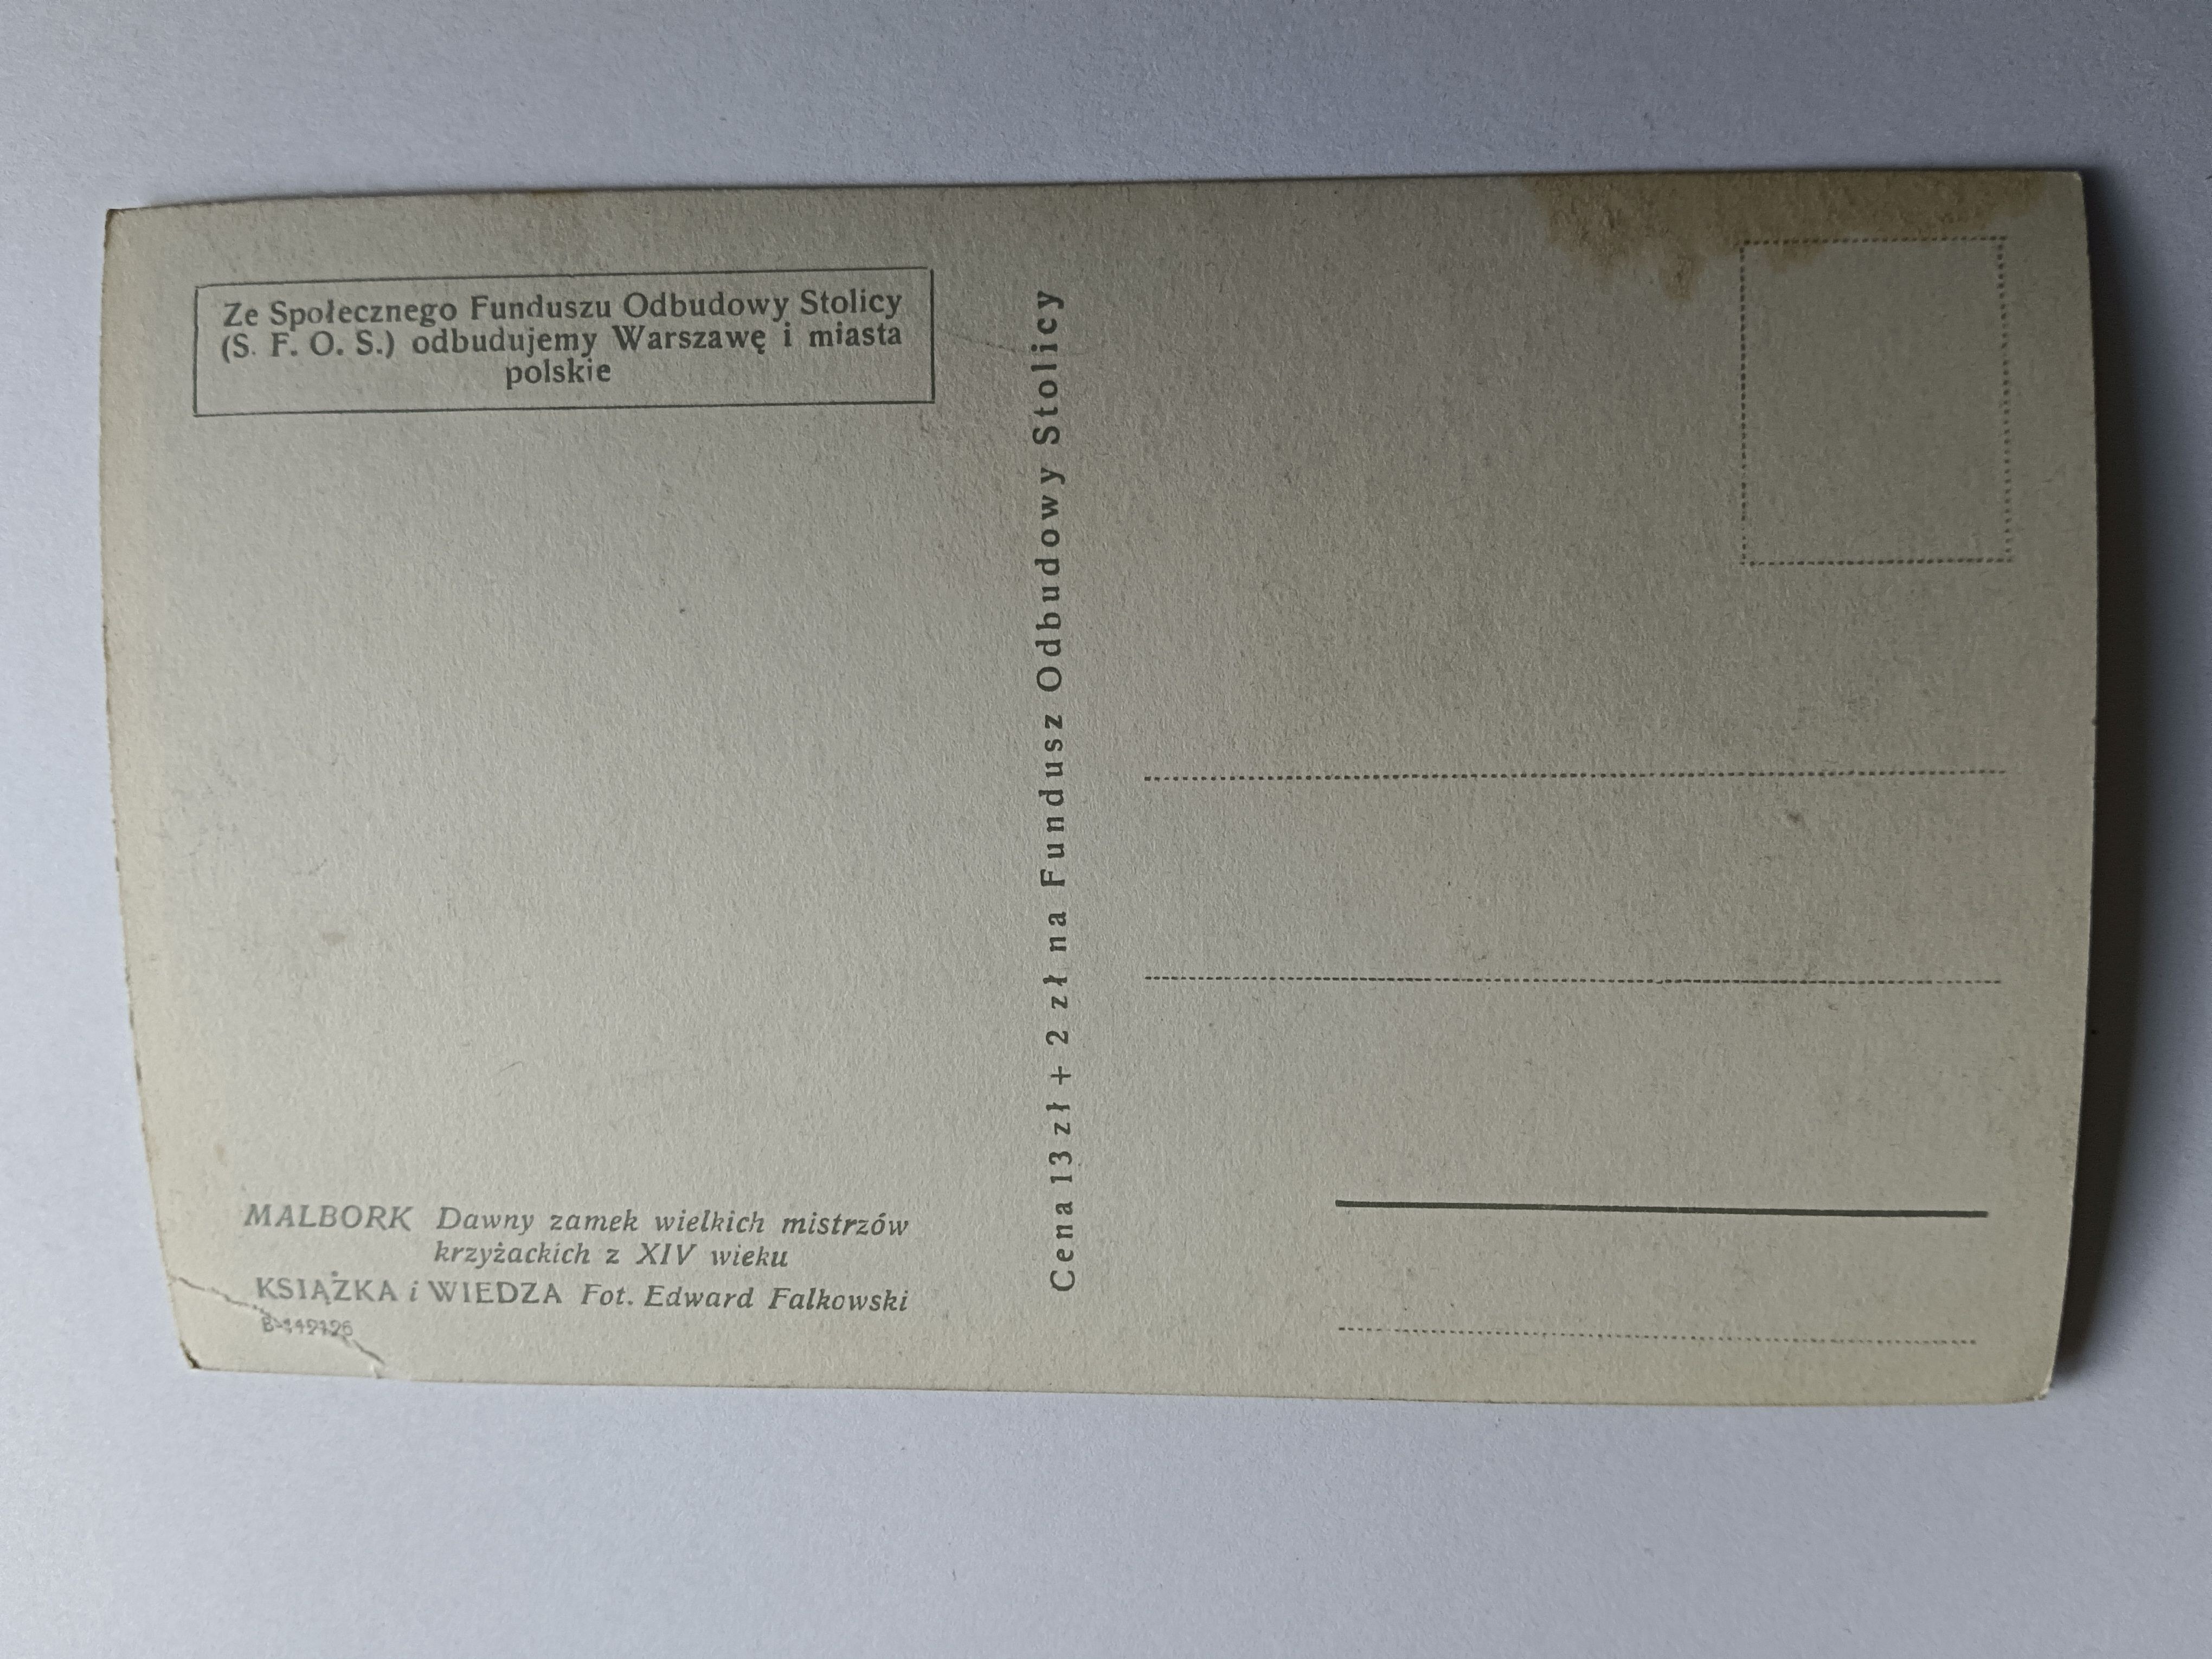 Ze Społecznego Funduszu Odbudowy Stolicy
(S. F. O. S.) odbudujemy Warszawę i miasta
polskie
MALBORK Dawny zamek wielkich mistrzów
krzyżackich z XIV wieku
KSIĄŻKA i WIEDZA Fot. Edward Falkowski
Cena 13 zł + 2 zł na Fundusz Odbudowy Stolicy